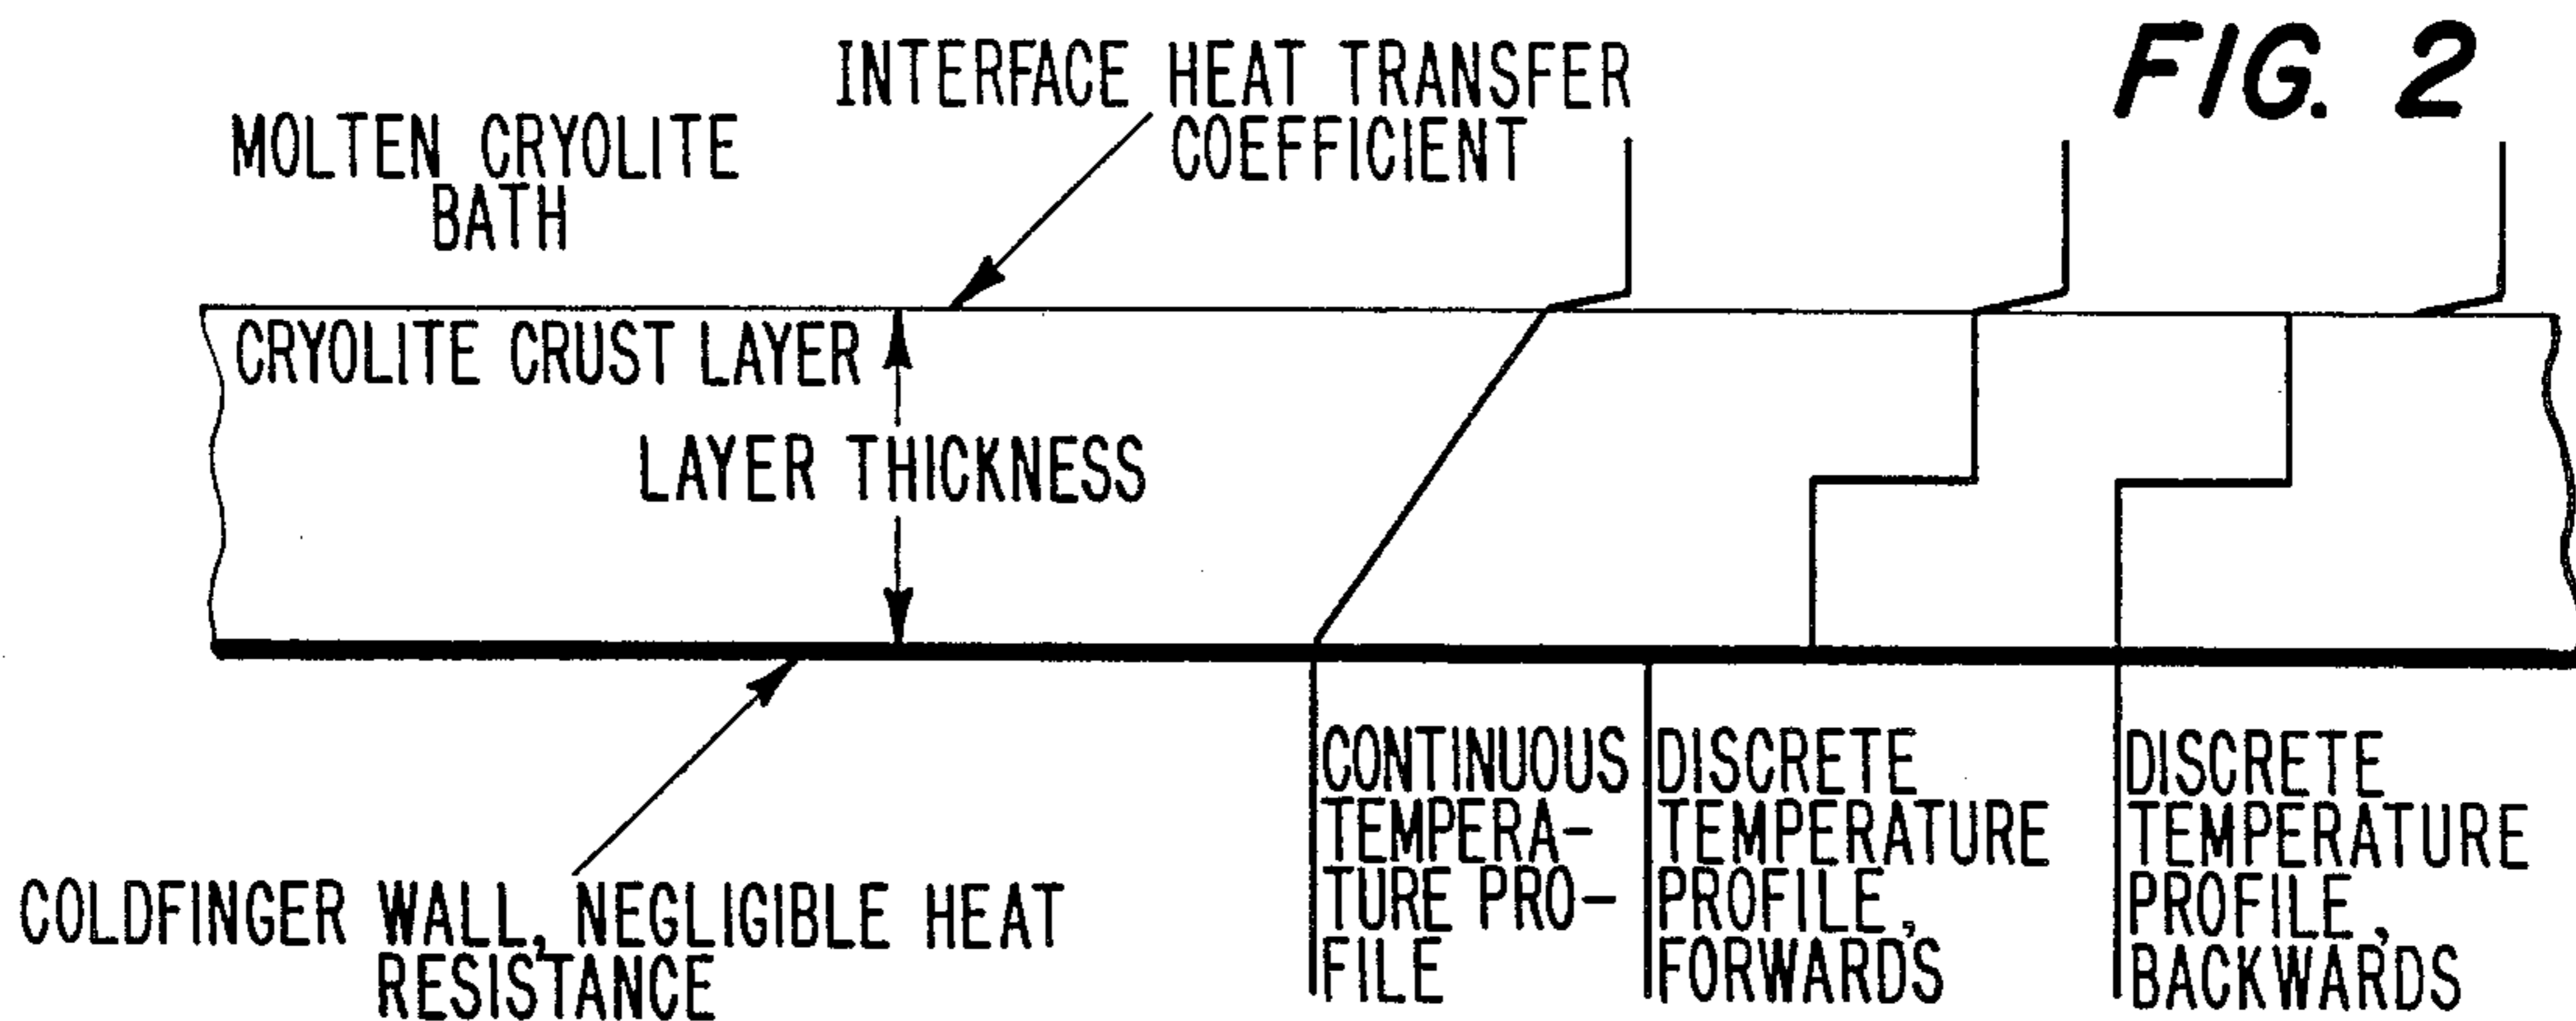 FIG. 2
INTERFACE HEAT TRANSFER
COEFFICIENT
MOLTEN CRYOLITE
BATH
CRYOLITE CRUST LAYER
LAYER THICKNESS
COLDFINGER WALL, NEGLIGIBLE HEAT
RESISTANCE
CONTINUOUS
TEMPERA-
TURE PRO-
FILE
DISCRETE
TEMPERATURE
PROFILE,
FORWARDS
DISCRETE
TEMPERATURE
PROFILE,
BACKWARDS